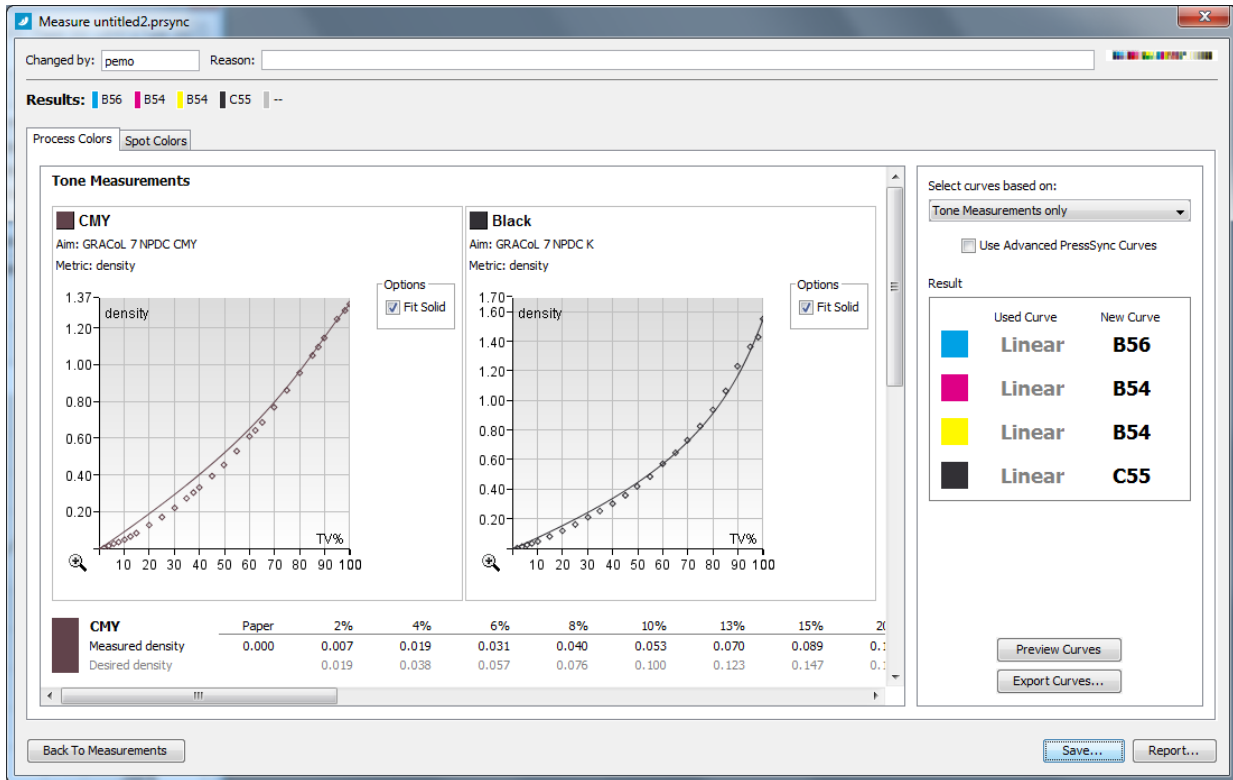 Measure untitled2.prsync
Changed by: pemo Reason:
Results: B56 B54 B54 C55 --
Process Colors Spot Colors
Tone Measurements
CMY
Aim: GRACoL 7 NPDC CMY
Metric: density
Options
Fit Solid
1.37
density
1.20
1.00
0.80
0.60
0.40
0.20
TV%
10 20 30 40 50 60 70 80 90 100
Black
Aim: GRACoL 7 NPDC K
Metric: density
Options
Fit Solid
1.70
1.60
density
1.40
1.20
1.00
0.80
0.60
0.40
0.20
TV%
10 20 30 40 50 60 70 80 90 100
CMY Paper 2% 4% 6% 8% 10% 13% 15%
Measured density 0.000 0.007 0.019 0.031 0.040 0.053 0.070 0.089
Desired density 0.019 0.038 0.057 0.076 0.100 0.123 0.147
Select curves based on:
Tone Measurements only
Use Advanced PressSync Curves
Result
Used Curve New Curve
Linear B56
Linear B54
Linear B54
Linear C55
Preview Curves
Export Curves...
Back To Measurements
Save... Report...